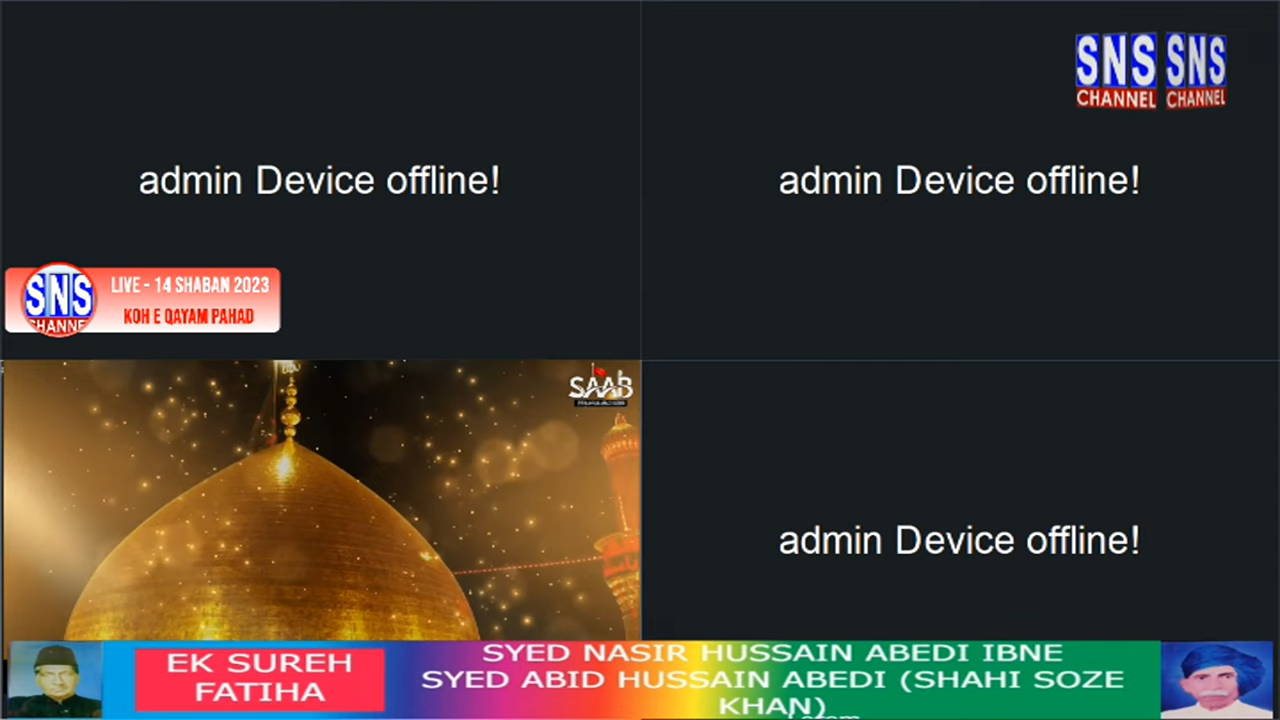 SNS SNS
CHANNEL CHANNEL
admin Device offline!
admin Device offline!
SNS
CHANNE
LIVE - 14 SHABAN 2023
KOH E QAYAM PAHAD
SAAB
admin Device offline!
EK SUREH
FATIHA
SYED NASIR HUSSAIN ABEDI IBNE
SYED ABID HUSSAIN ABEDI (SHAHI SOZE
KHAN)